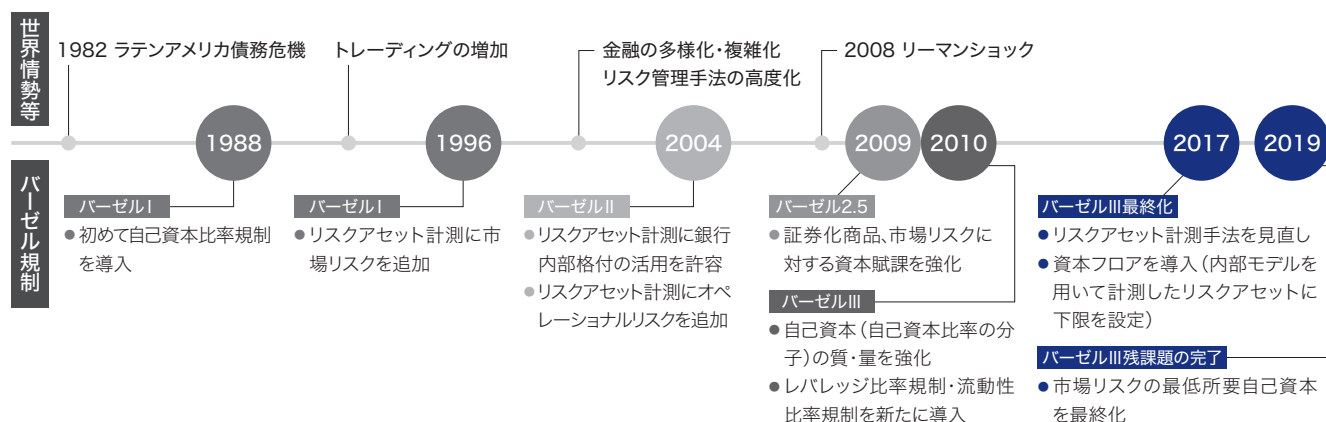 世界情勢等
1982 ラテンアメリカ債務危機
トレーディングの増加
金融の多様化・複雑化
リスク管理手法の高度化
2008 リーマンショック
1988
1996
2004
2009
2010
2017
2019
バーゼル規制
バーゼルⅠ
●初めて自己資本比率規制
を導入
バーゼルⅠ
●リスクアセット計測に市
場リスクを追加
バーゼルⅡ
●リスクアセット計測に銀行
内部格付の活用を許容
●リスクアセット計測にオペ
レーショナルリスクを追加
バーゼル2.5
●証券化商品、市場リスクに
対する資本賦課を強化
バーゼルⅢ
●自己資本（自己資本比率の分
子）の質・量を強化
●レバレッジ比率規制・流動性
比率規制を新たに導入
バーゼルⅢ最終化
●リスクアセット計測手法を見直し
●資本フロアを導入（内部モデルを
用いて計測したリスクアセットに
下限を設定）
バーゼルⅢ残課題の完了
●市場リスクの最低所要自己資本
を最終化